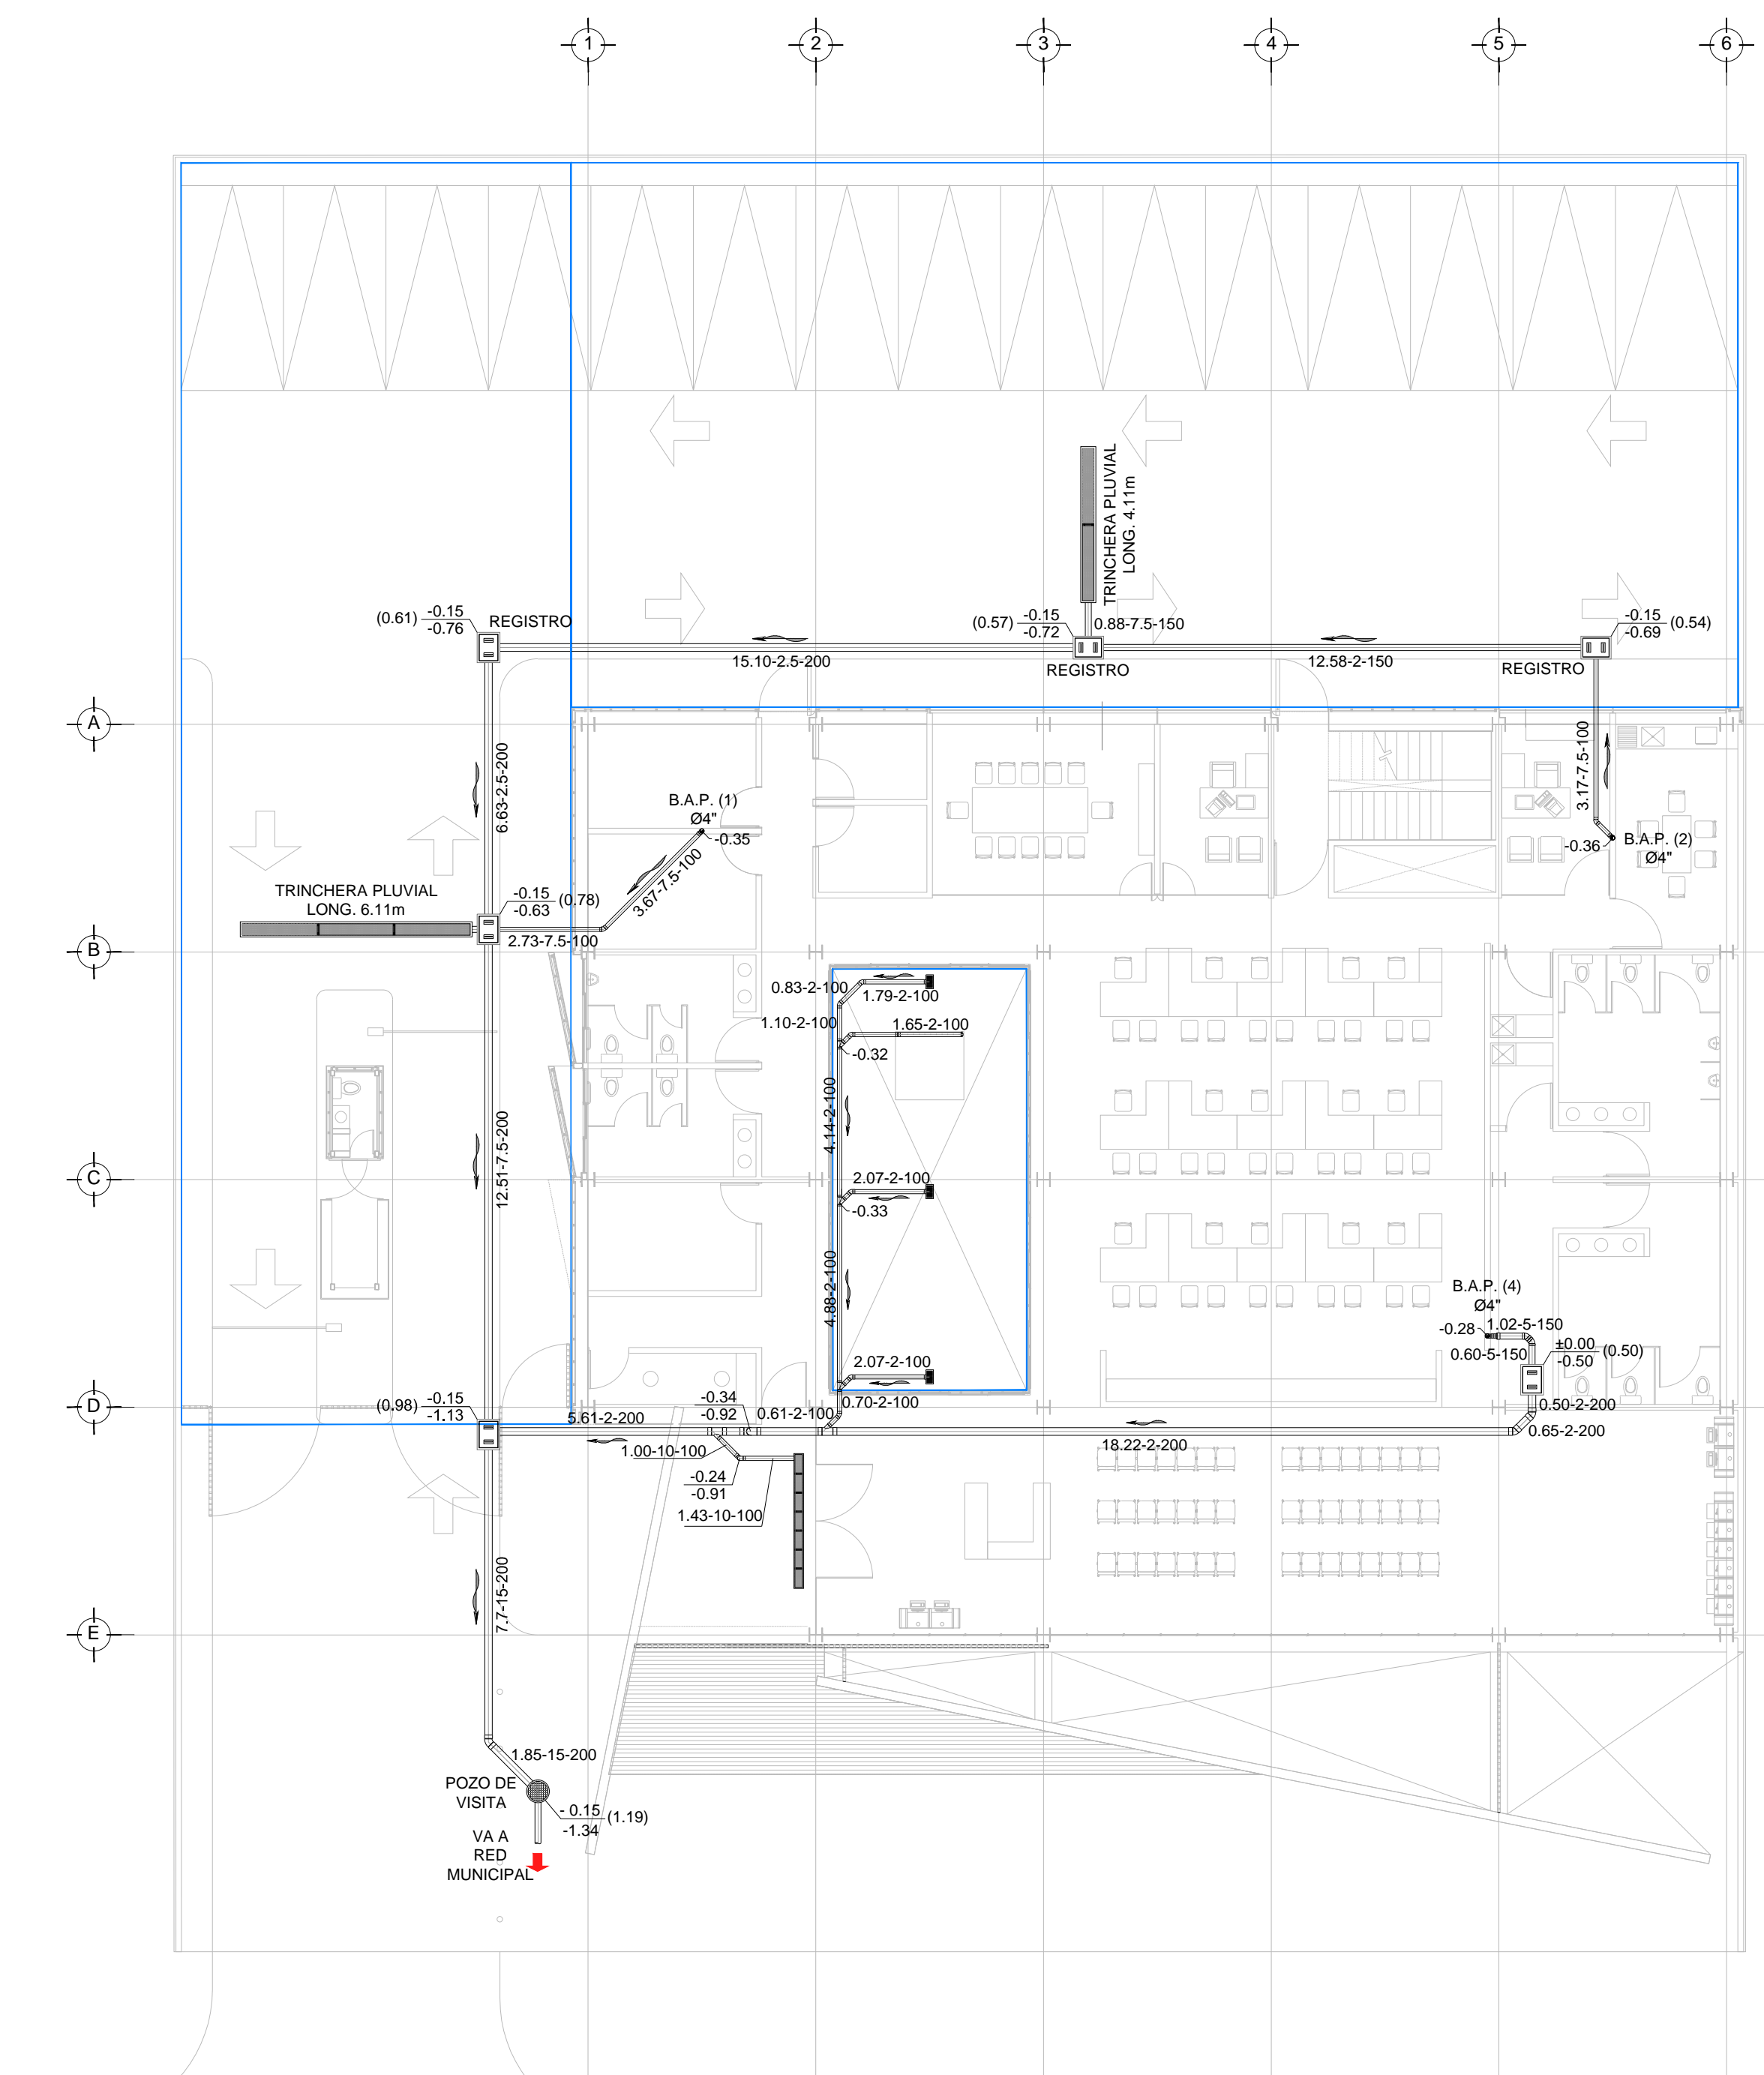 1
2
3
4
5
6
TRINCHERA PLUVIAL
LONG. 4.11m
(0.61)
-0.15
-0.76
REGISTRO
(0.57)
-0.15
-0.72
0.88-7.5-150
-0.15
-0.69
(0.54)
15.10-2.5-200
REGISTRO
12.58-2-150
REGISTRO
A
6.63-2.5-200
B.A.P. (1)
Ø4"
-0.35
3.67-7.5-100
3.17-7.5-100
-0.36
B.A.P. (2)
Ø4"
TRINCHERA PLUVIAL
LONG. 6.11m
-0.15
-0.63
(0.78)
2.73-7.5-100
B
0.83-2-100
1.79-2-100
1.10-2-100
1.65-2-100
-0.32
4.14-2-100
12.51-7.5-200
C
2.07-2-100
-0.33
4.88-2-100
B.A.P. (4)
Ø4"
-0.28
1.02-5-150
0.60-5-150
±0.00
-0.50
(0.50)
2.07-2-100
D
(0.98)
-0.15
-1.13
5.61-2-200
-0.34
-0.92
0.61-2-100
0.70-2-100
0.50-2-200
0.65-2-200
18.22-2-200
1.00-10-100
-0.24
-0.91
1.43-10-100
7.7-15-200
E
1.85-15-200
POZO DE
VISITA
- 0.15
-1.34
(1.19)
VA A
RED
MUNICIPAL